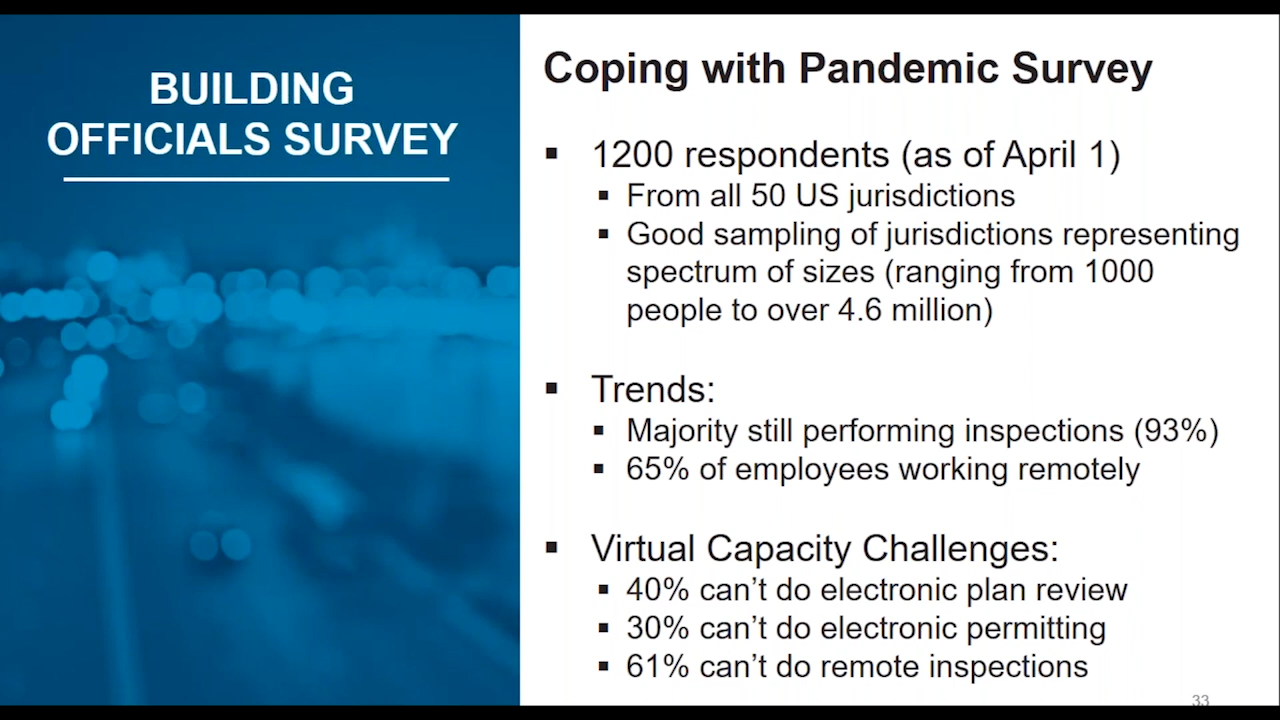 BUILDING
OFFICIALS SURVEY
Coping with Pandemic Survey
▪ 1200 respondents (as of April 1)
▪ From all 50 US jurisdictions
▪ Good sampling of jurisdictions representing
spectrum of sizes (ranging from 1000
people to over 4.6 million)
▪ Trends:
▪ Majority still performing inspections (93%)
▪ 65% of employees working remotely
▪ Virtual Capacity Challenges:
▪ 40% can’t do electronic plan review
▪ 30% can’t do electronic permitting
▪ 61% can’t do remote inspections
33